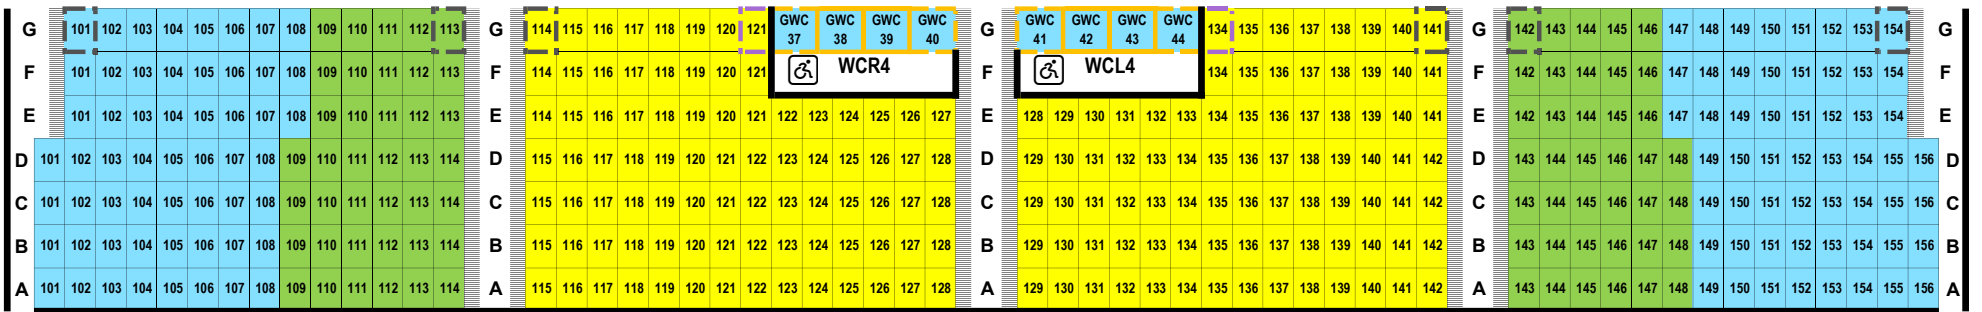 G 101 102 103 104 105 106 107 108 109 110 111 112 113 G 114 115 116 117 118 119 120 121 GWC 37 GWC 38 GWC 39 GWC 40 G GWC 41 GWC 42 GWC 43 GWC 44 134 135 136 137 138 139 140 141 G 142 143 144 145 146 147 148 149 150 151 152 153 154 G
F 101 102 103 104 105 106 107 108 109 110 111 112 113 F 114 115 116 117 118 119 120 121 WCR4 F WCL4 134 135 136 137 138 139 140 141 F 142 143 144 145 146 147 148 149 150 151 152 153 154 F
E 101 102 103 104 105 106 107 108 109 110 111 112 113 E 114 115 116 117 118 119 120 121 122 123 124 125 126 127 E 128 129 130 131 132 133 134 135 136 137 138 139 140 141 E 142 143 144 145 146 147 148 149 150 151 152 153 154 E
D 101 102 103 104 105 106 107 108 109 110 111 112 113 114 D 115 116 117 118 119 120 121 122 123 124 125 126 127 128 D 129 130 131 132 133 134 135 136 137 138 139 140 141 142 D 143 144 145 146 147 148 149 150 151 152 153 154 155 156 D
C 101 102 103 104 105 106 107 108 109 110 111 112 113 114 C 115 116 117 118 119 120 121 122 123 124 125 126 127 128 C 129 130 131 132 133 134 135 136 137 138 139 140 141 142 C 143 144 145 146 147 148 149 150 151 152 153 154 155 156 C
B 101 102 103 104 105 106 107 108 109 110 111 112 113 114 B 115 116 117 118 119 120 121 122 123 124 125 126 127 128 B 129 130 131 132 133 134 135 136 137 138 139 140 141 142 B 143 144 145 146 147 148 149 150 151 152 153 154 155 156 B
A 101 102 103 104 105 106 107 108 109 110 111 112 113 114 A 115 116 117 118 119 120 121 122 123 124 125 126 127 128 A 129 130 131 132 133 134 135 136 137 138 139 140 141 142 A 143 144 145 146 147 148 149 150 151 152 153 154 155 156 A